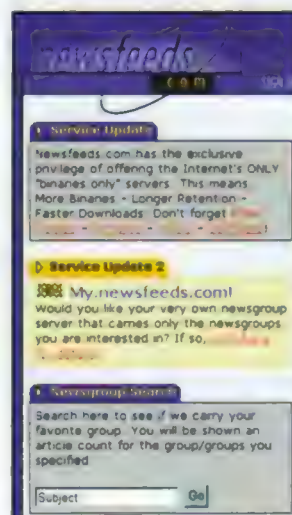 newsfeeds
.com
Service Update
Newsfeeds.com has the exclusive
privilege of offering the Internet's ONLY
"binaries only" servers. This means
More Binaries - Longer Retention -
Faster Downloads. Don't forget
Service Update 2
My.newsfeeds.com!
Would you like your very own newsgroup
server that carries only the newsgroups
you are interested in? If so,
Newsgroup Search
Search here to see if we carry your
favorite group. You will be shown an
article count for the group/groups you
specified.
Subject
Go